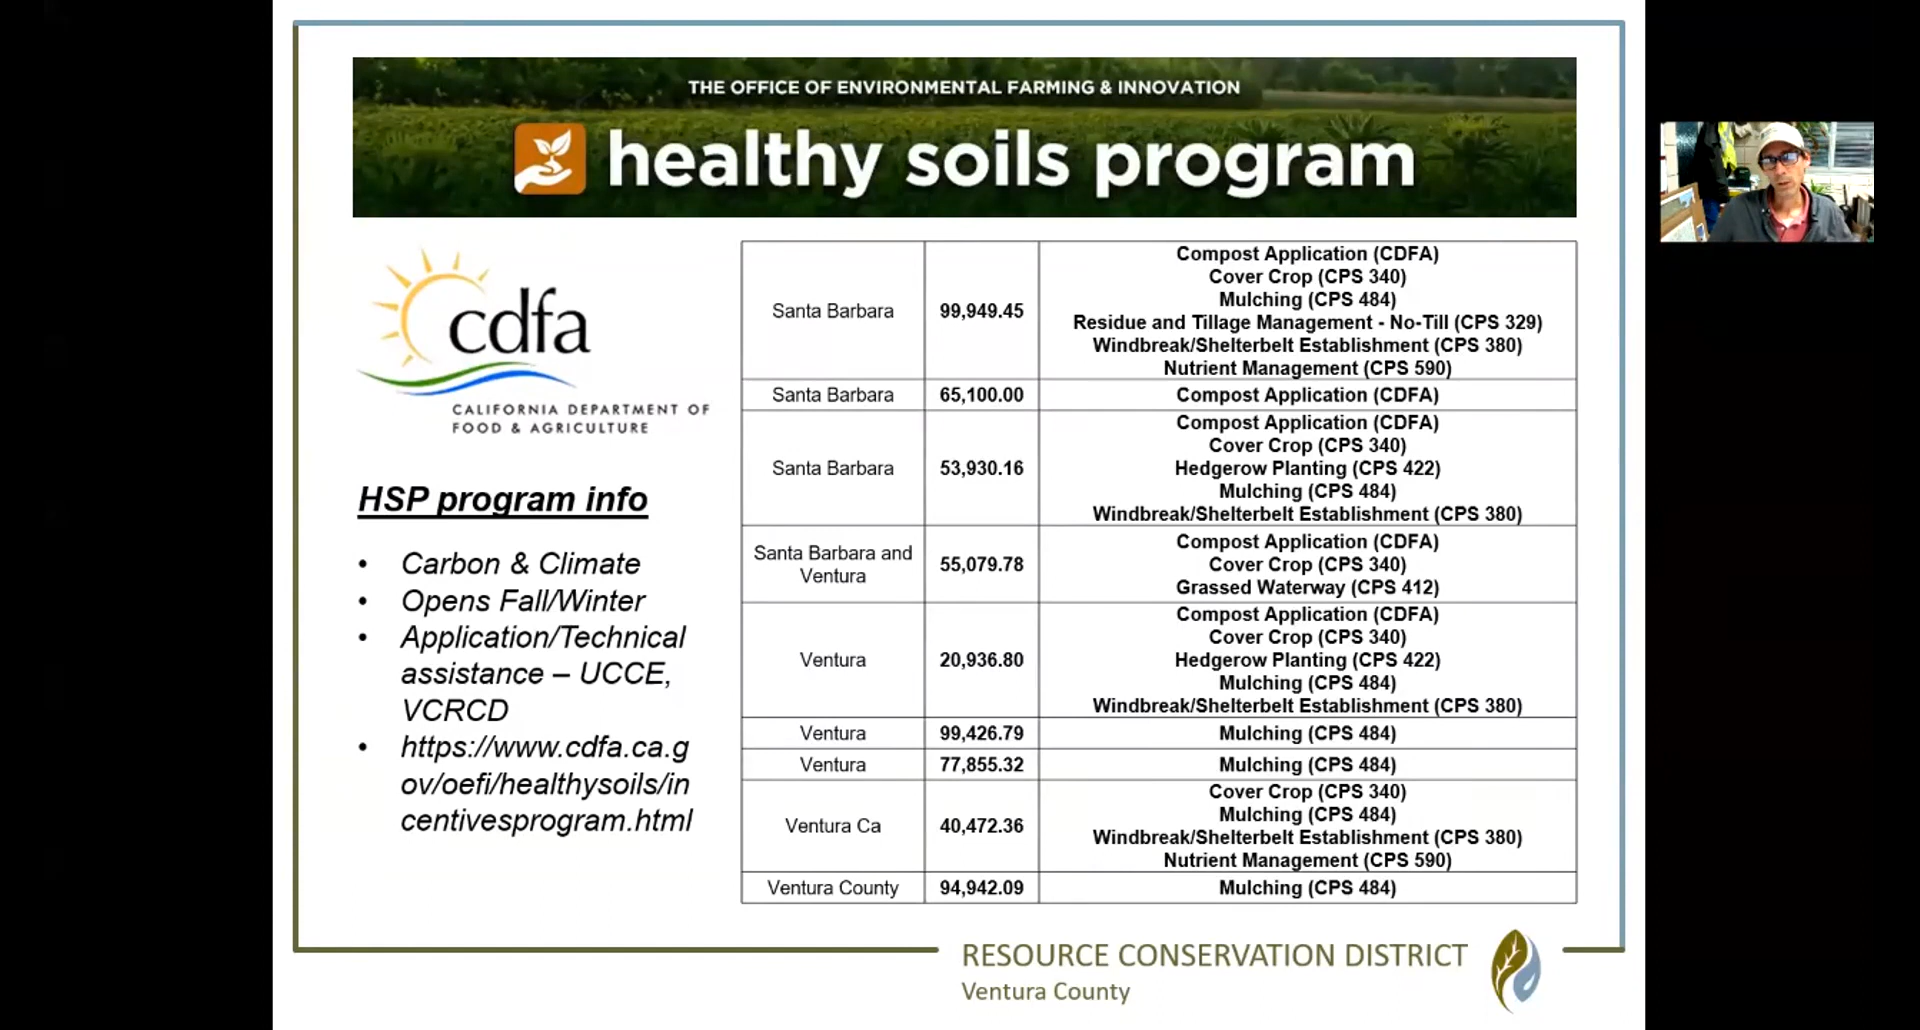 THE OFFICE OF ENVIRONMENTAL FARMING & INNOVATION
healthy soils program
cdfa
CALIFORNIA DEPARTMENT OF
FOOD & AGRICULTURE
HSP program info
• Carbon & Climate
• Opens Fall/Winter
• Application/Technical
assistance – UCCE,
VCRCD
• https://www.cdfa.ca.g
ov/oefi/healthysoils/in
centivesprogram.html
Santa Barbara
99,949.45
Compost Application (CDFA)
Cover Crop (CPS 340)
Mulching (CPS 484)
Residue and Tillage Management - No-Till (CPS 329)
Windbreak/Shelterbelt Establishment (CPS 380)
Nutrient Management (CPS 590)
Santa Barbara
65,100.00
Compost Application (CDFA)
Santa Barbara
53,930.16
Compost Application (CDFA)
Cover Crop (CPS 340)
Hedgerow Planting (CPS 422)
Mulching (CPS 484)
Windbreak/Shelterbelt Establishment (CPS 380)
Santa Barbara and
Ventura
55,079.78
Compost Application (CDFA)
Cover Crop (CPS 340)
Grassed Waterway (CPS 412)
Ventura
20,936.80
Compost Application (CDFA)
Cover Crop (CPS 340)
Hedgerow Planting (CPS 422)
Mulching (CPS 484)
Windbreak/Shelterbelt Establishment (CPS 380)
Ventura
99,426.79
Mulching (CPS 484)
Ventura
77,855.32
Mulching (CPS 484)
Ventura Ca
40,472.36
Cover Crop (CPS 340)
Mulching (CPS 484)
Windbreak/Shelterbelt Establishment (CPS 380)
Nutrient Management (CPS 590)
Ventura County
94,942.09
Mulching (CPS 484)
RESOURCE CONSERVATION DISTRICT
Ventura County